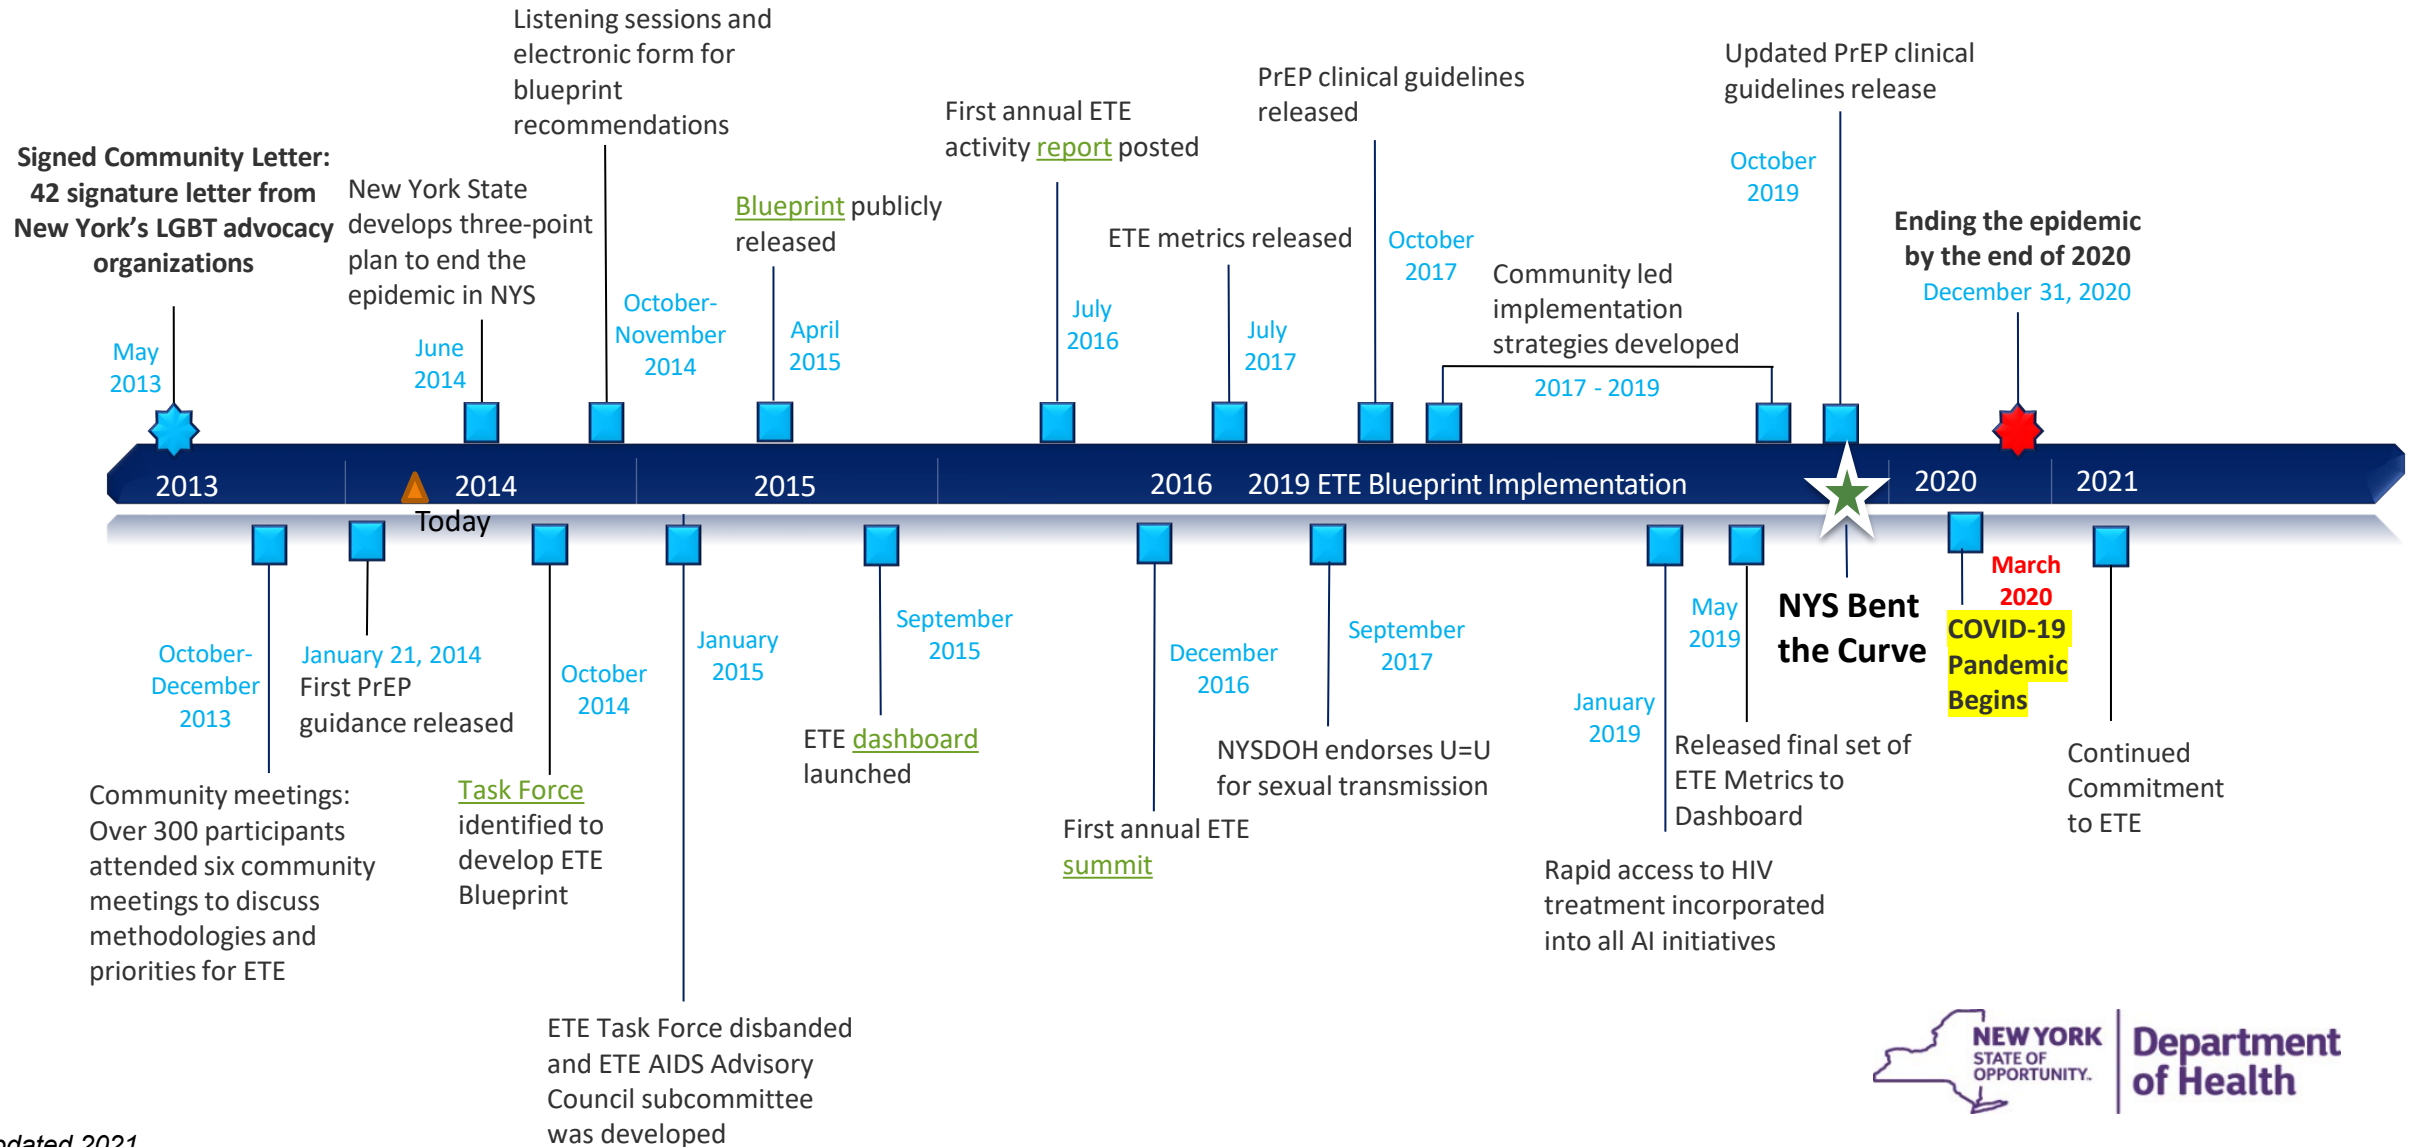 Listening sessions and
electronic form for
blueprint
recommendations
Signed Community Letter:
42 signature letter from
New York's LGBT advocacy
organizations
May
2013
New York State
develops three-point
plan to end the
epidemic in NYS
June
2014
October-
November
2014
Blueprint publicly
released
April
2015
First annual ETE
activity report posted
July
2016
ETE metrics released
July
2017
PrEP clinical guidelines
released
October
2017
Community led
implementation
strategies developed
2017 - 2019
Updated PrEP clinical
guidelines release
October
2019
Ending the epidemic
by the end of 2020
December 31, 2020
2013
2014
2015
2016
2019 ETE Blueprint Implementation
2020
2021
Today
October-
December
2013
Community meetings:
Over 300 participants
attended six community
meetings to discuss
methodologies and
priorities for ETE
January 21, 2014
First PrEP
guidance released
October
2014
Task Force
identified to
develop ETE
Blueprint
January
2015
ETE Task Force disbanded
and ETE AIDS Advisory
Council subcommittee
was developed
September
2015
ETE dashboard
launched
December
2016
First annual ETE
summit
September
2017
NYSDOH endorses U=U
for sexual transmission
January
2019
Rapid access to HIV
treatment incorporated
into all AI initiatives
May
2019
Released final set of
ETE Metrics to
Dashboard
NYS Bent
the Curve
March
2020
COVID-19
Pandemic
Begins
Continued
Commitment
to ETE
NEW YORK
STATE OF
OPPORTUNITY™
Department
of Health
2021